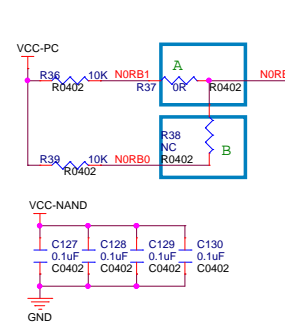 VCC-PC
A
R36 10K N0RB1 R37 0R N0RB
R0402 R0402
R38
NC B
R39 10K N0RB0 R0402
R0402
VCC-NAND
C127 C128 C129 C130
0.1uF 0.1uF 0.1uF 0.1uF
C0402 C0402 C0402 C0402
GND